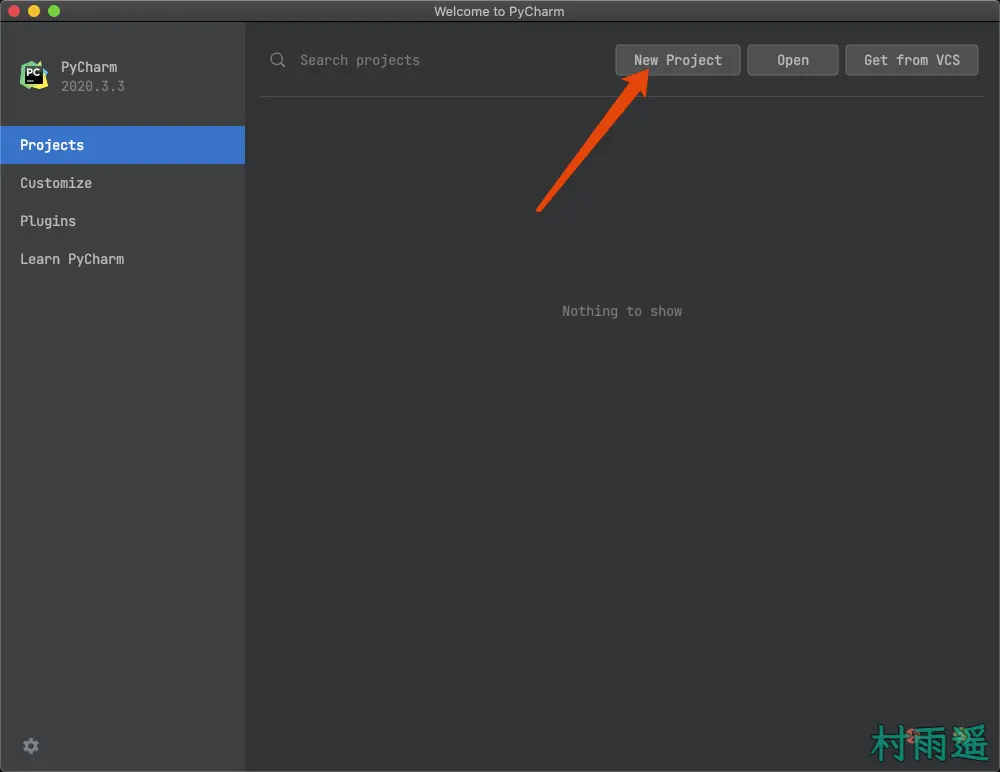 Welcome to PyCharm
PyCharm
2020.3.3
Projects
Customize
Plugins
Learn PyCharm
Search projects
New Project
Open
Get from VCS
Nothing to show
村雨遥